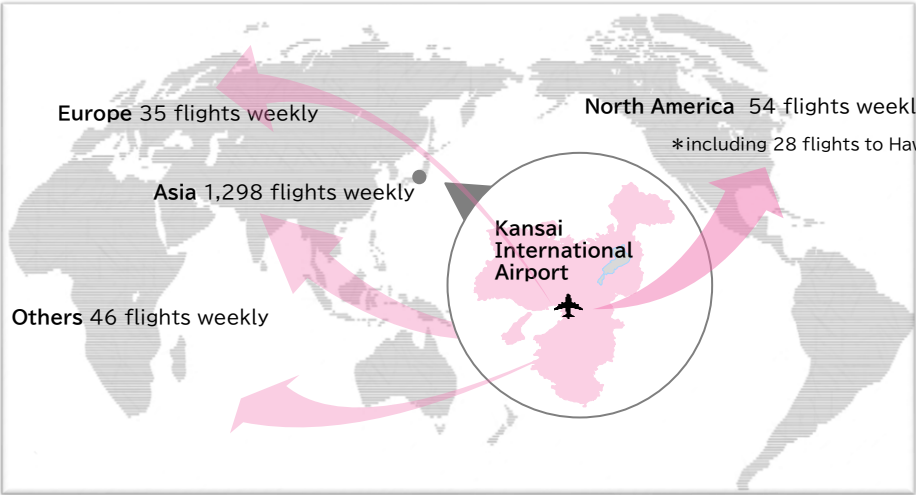 Europe 35 flights weekly
North America 54 flights weekl
*including 28 flights to Ha
Asia 1,298 flights weekly
Kansai
International
Airport
Others 46 flights weekly